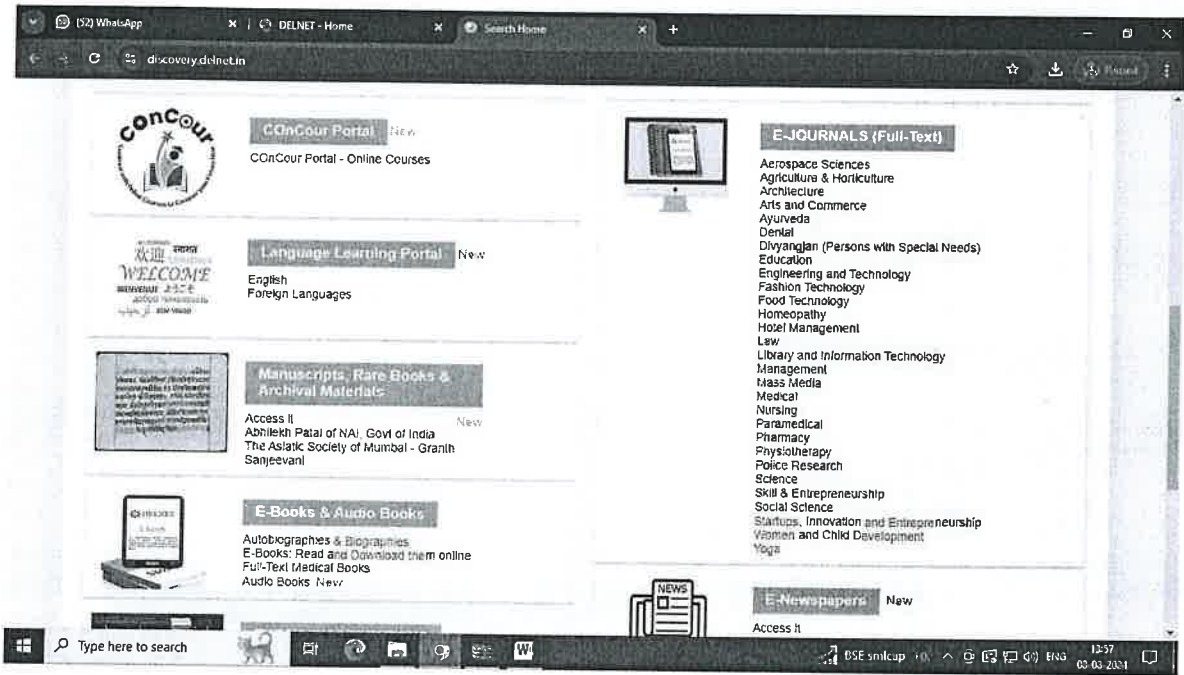 (52) WhatsApp
DELNET - Home
Search Home
discovery.delnet.in
ConCour
COnCour Portal New
COnCour Portal - Online Courses
Language Learning Portal New
WELCOME
English
Foreign Languages
Manuscripts, Rare Books &
Archival Materials
Access It New
Abhilekh Patal of NAI, Govt of India
The Asiatic Society of Mumbai - Granth
Sanjeevani
E-Books & Audio Books
Autobiographies & Biographies
E-Books: Read and Download them online
Full-Text Medical Books
Audio Books New
E-JOURNALS (Full-Text)
Aerospace Sciences
Agriculture & Horticulture
Architecture
Arts and Commerce
Ayurveda
Dental
Divyangjan (Persons with Special Needs)
Education
Engineering and Technology
Fashion Technology
Food Technology
Homeopathy
Hotel Management
Law
Library and Information Technology
Management
Mass Media
Medical
Nursing
Paramedical
Pharmacy
Physiotherapy
Police Research
Science
Skill & Entrepreneurship
Social Science
Startups, Innovation and Entrepreneurship
Women and Child Development
Yoga
NEWS
E-Newspapers New
Access It
Type here to search
BSE smlcup
ENG
13:57